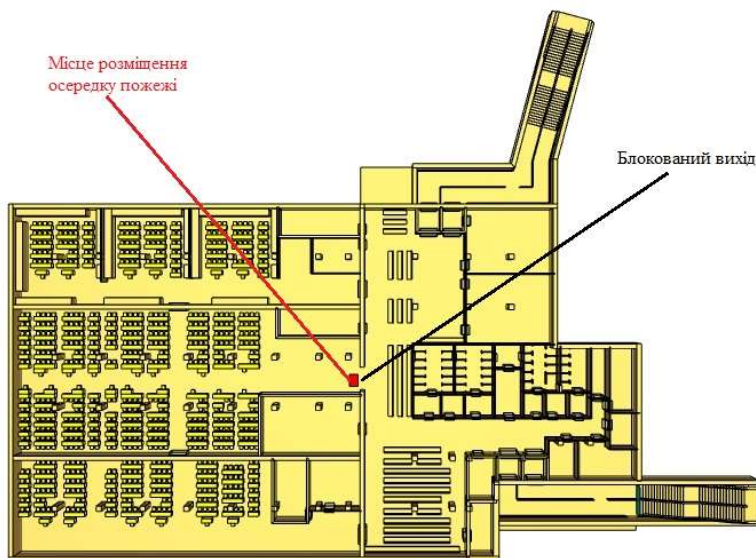 Місце розміщення
осередку пожежі
Блокований вихід